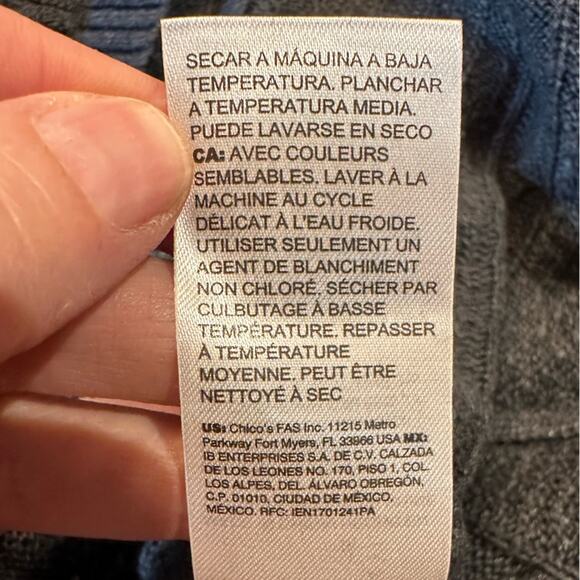 SECAR A MÁQUINA A BAJA
TEMPERATURA. PLANCHAR
A TEMPERATURA MEDIA.
PUEDE LAVARSE EN SECO
CA: AVEC COULEURS
SEMBLABLES. LAVER À LA
MACHINE AU CYCLE
DÉLICAT À L'EAU FROIDE.
UTILISER SEULEMENT UN
AGENT DE BLANCHIMENT
NON CHLORÉ. SÉCHER PAR
CULBUTAGE À BASSE
TEMPÉRATURE. REPASSER
À TEMPÉRATURE
MOYENNE. PEUT ÊTRE
NETTOYÉ À SEC
US: Chico's FAS Inc. 11215 Metro
Parkway Fort Myers, FL 33966 USA MX:
IB ENTERPRISES S.A. DE C.V. CALZADA
DE LOS LEONES NO. 170, PISO 1, COL.
LOS ALPES, DEL. ÁLVARO OBREGÓN,
C.P. 01010, CIUDAD DE MÉXICO,
MÉXICO. RFC: IEN1701241PA